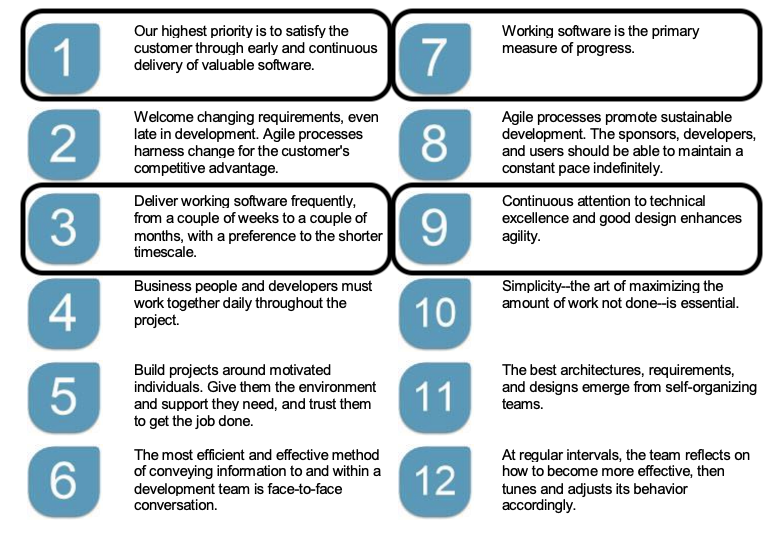 1
Our highest priority is to satisfy the
customer through early and continuous
delivery of valuable software.
2
Welcome changing requirements, even
late in development. Agile processes
harness change for the customer's
competitive advantage.
3
Deliver working software frequently,
from a couple of weeks to a couple of
months, with a preference to the shorter
timescale.
4
Business people and developers must
work together daily throughout the
project.
5
Build projects around motivated
individuals. Give them the environment
and support they need, and trust them
to get the job done.
6
The most efficient and effective method
of conveying information to and within a
development team is face-to-face
conversation.
7
Working software is the primary
measure of progress.
8
Agile processes promote sustainable
development. The sponsors, developers,
and users should be able to maintain a
constant pace indefinitely.
9
Continuous attention to technical
excellence and good design enhances
agility.
10
Simplicity--the art of maximizing the
amount of work not done--is essential.
11
The best architectures, requirements,
and designs emerge from self-organizing
teams.
12
At regular intervals, the team reflects on
how to become more effective, then
tunes and adjusts its behavior
accordingly.